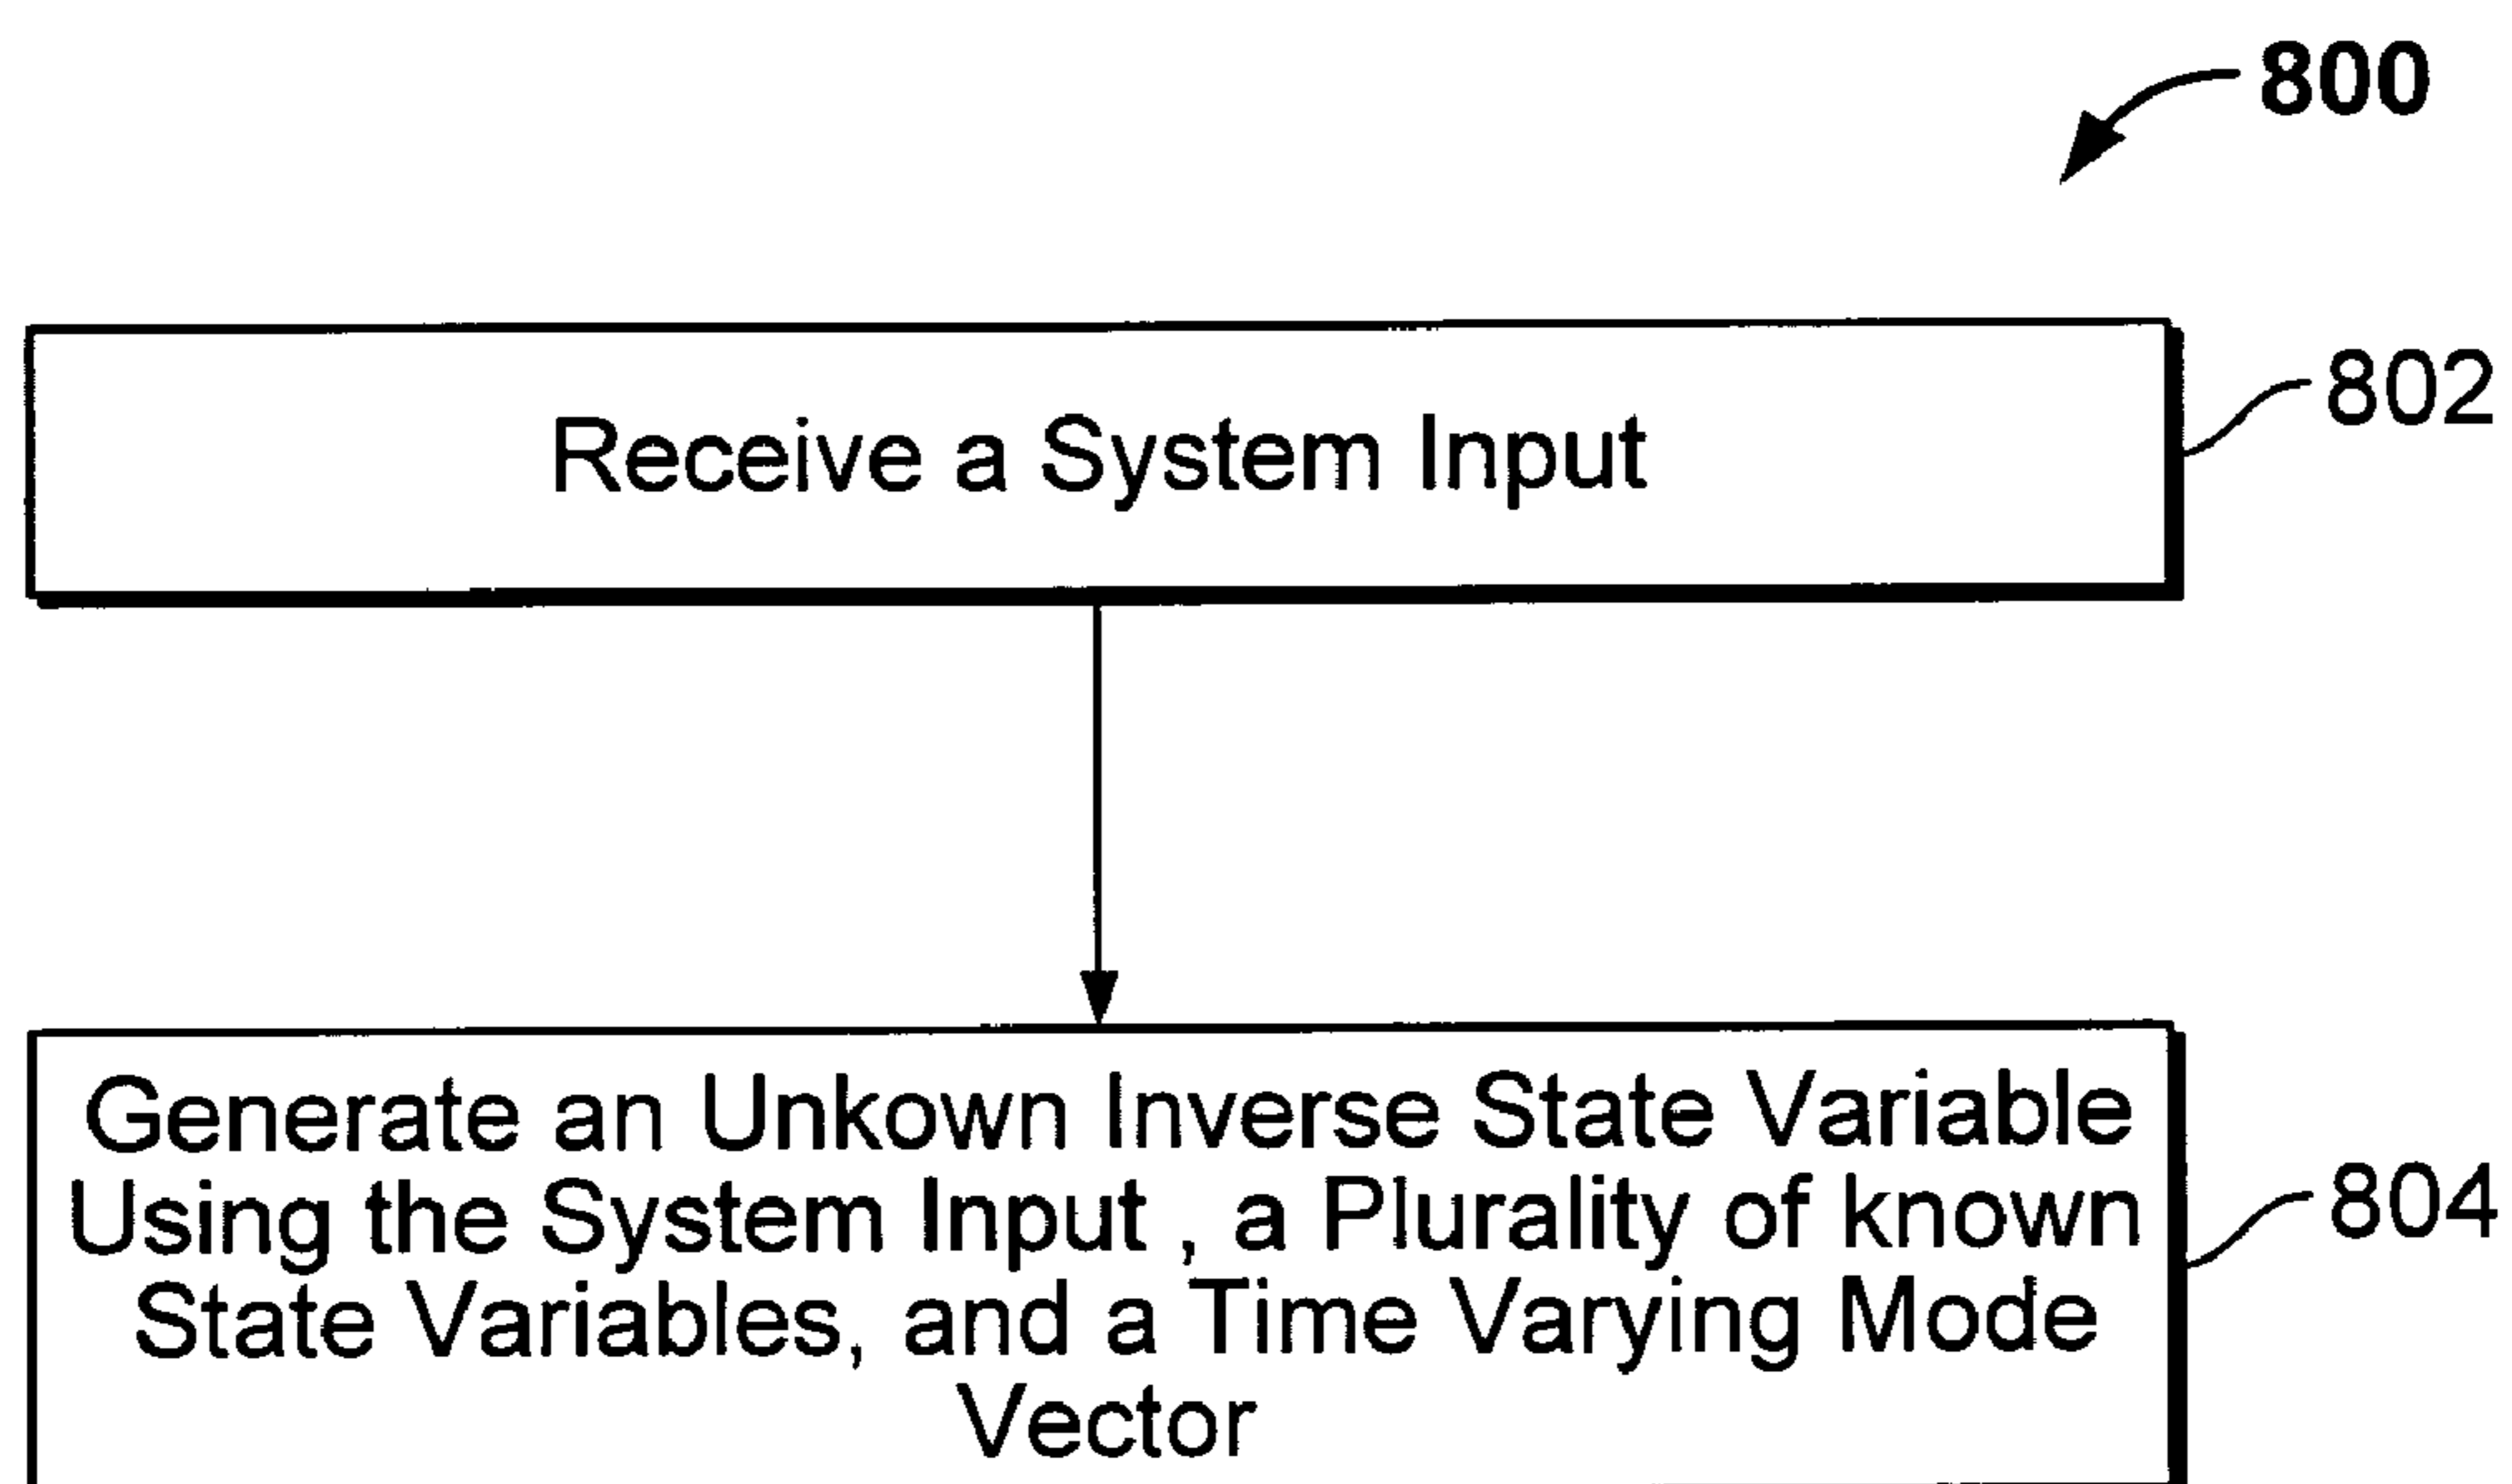 800
802
Receive a System Input
Generate an Unkown Inverse State Variable
Using the System Input , a Plurality of known
804
State Variables, and a Time Varying Mode
Vector